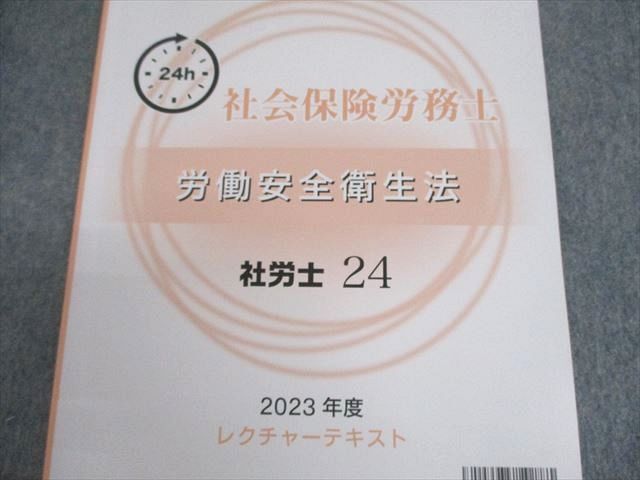 24h
社会保険労務士
労働安全衛生法
社労士 24
2023年度
レクチャーテキスト